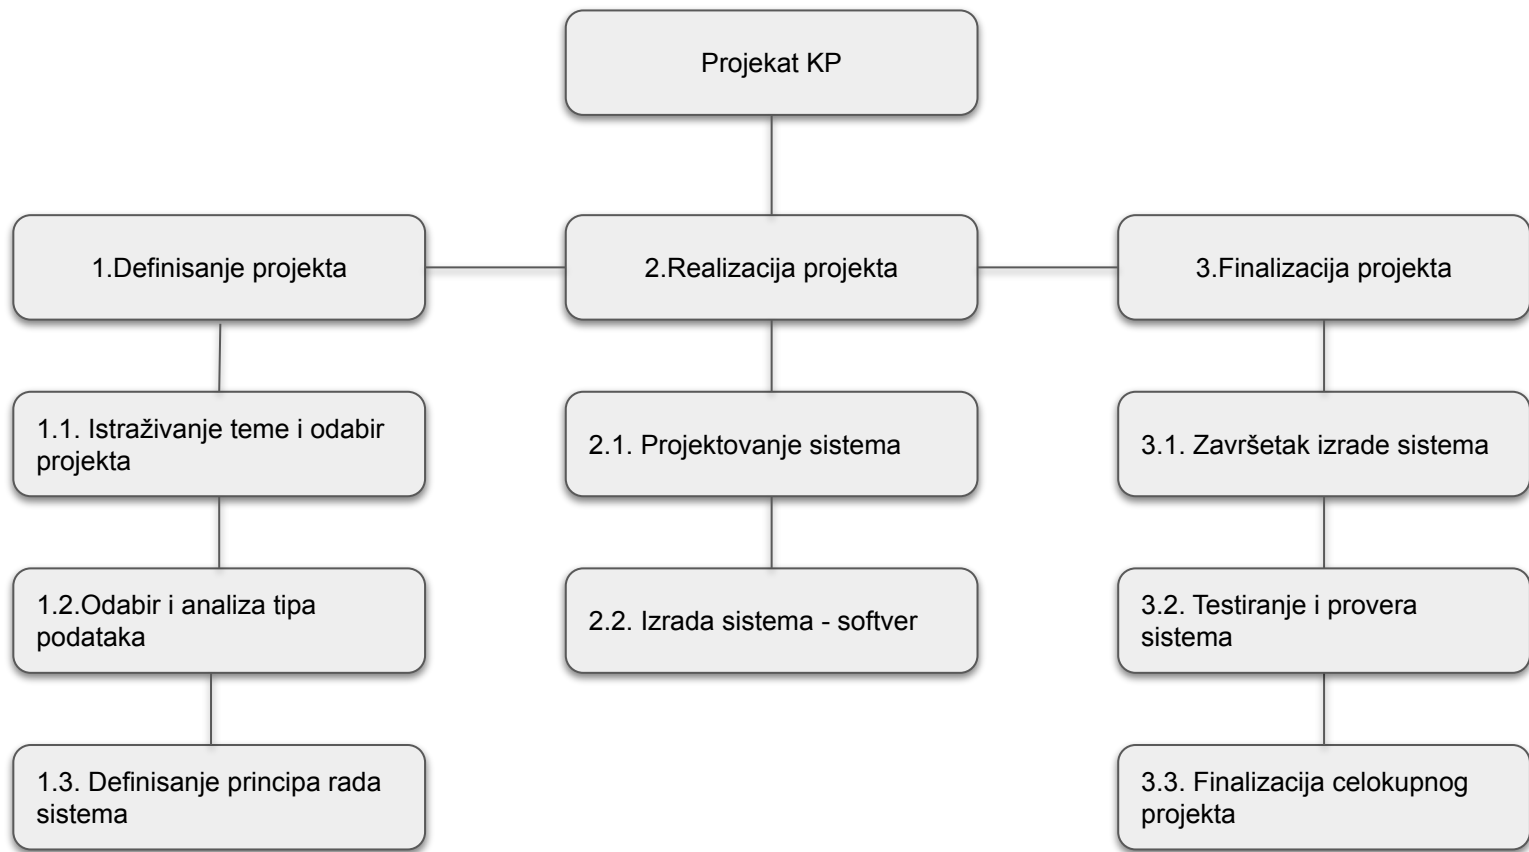 Projekat KP
1.Definisanje projekta
2.Realizacija projekta
3.Finalizacija projekta
1.1. Istraživanje teme i odabir
projekta
2.1. Projektovanje sistema
3.1. Završetak izrade sistema
1.2.Odabir i analiza tipa
podataka
2.2. Izrada sistema - softver
3.2. Testiranje i provera
sistema
1.3. Definisanje principa rada
sistema
3.3. Finalizacija celokupnog
projekta